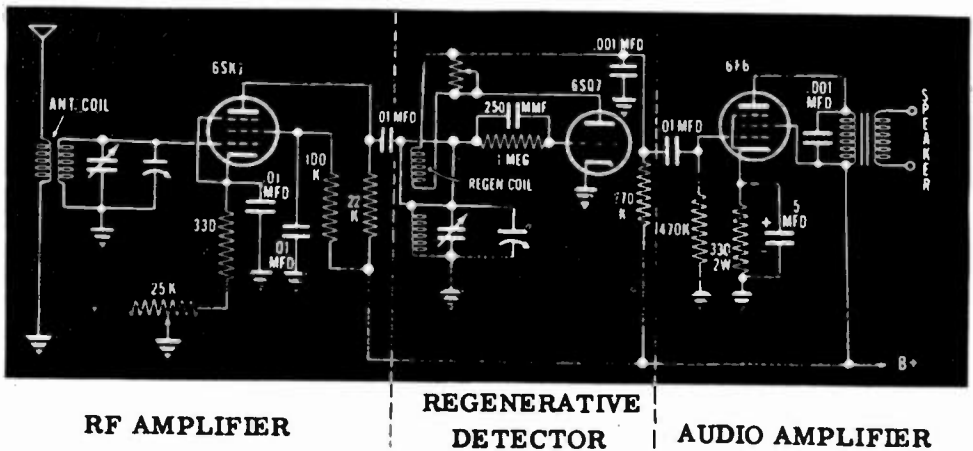 6SK7
ANT. COIL
.01 MFD
100 K
22 K
.01 MFD
330
.01 MFD
25K
.001 MFD
6SQ7
250 MMF
1 MEG
REGEN COIL
.01 MFD
470K
6F6
.001 MFD
SPEAKER
5 MFD
330 2W
B+
RF AMPLIFIER
REGENERATIVE
DETECTOR
AUDIO AMPLIFIER